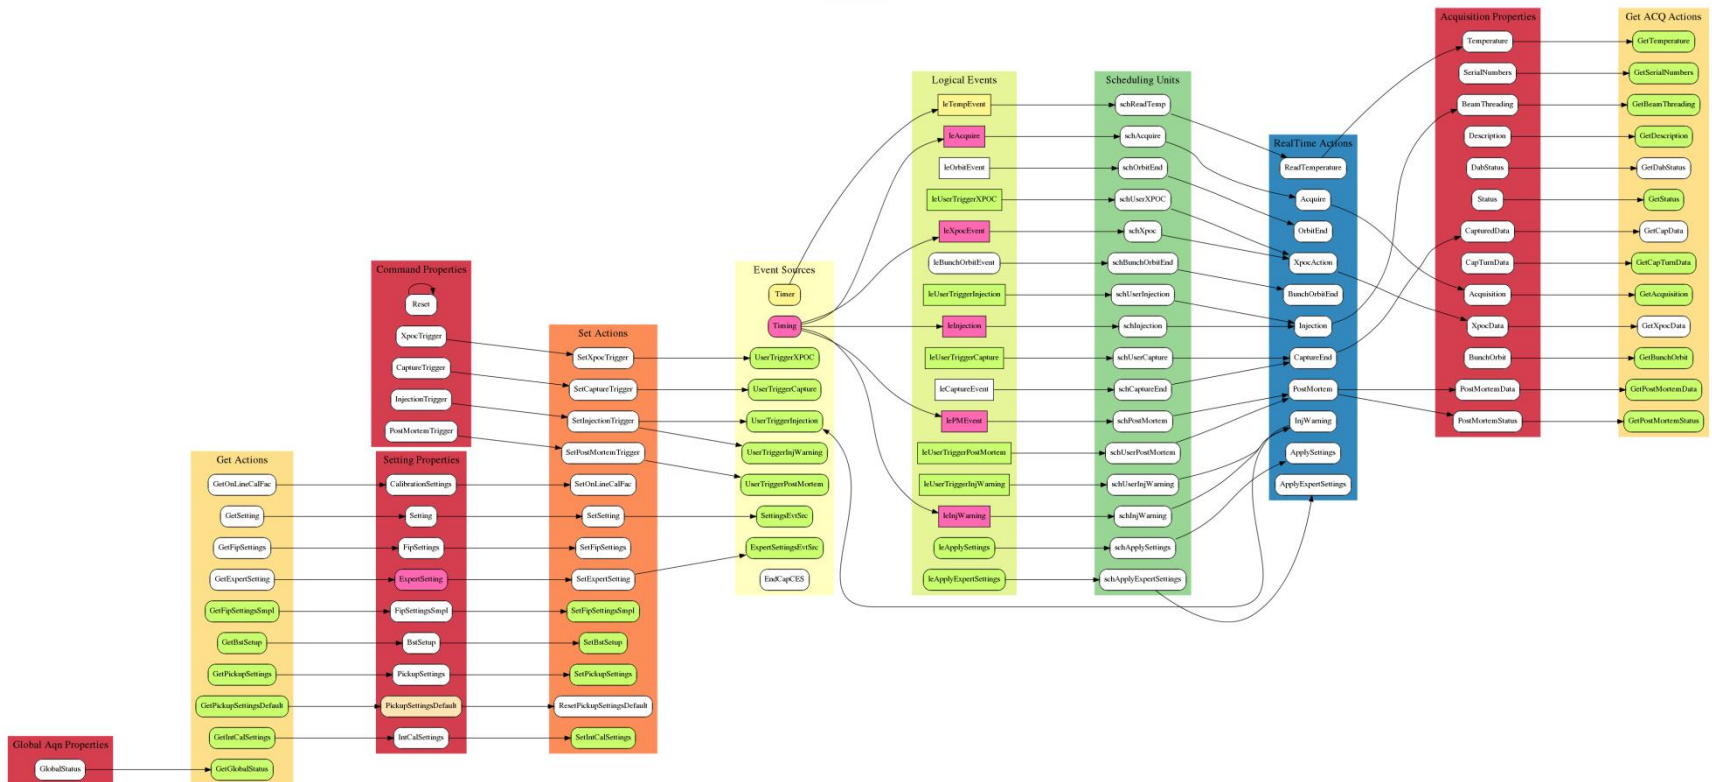 Global Aqn Properties
GlobalStatus
Get Actions
GetOnLineCalFac
GetSetting
GetFipSettings
GetExpertSetting
GetFipSettingsSmpl
GetBstSetup
GetPickupSettings
GetPickupSettingsDefault
GetIntCalSettings
GetGlobalStatus
Command Properties
Reset
XpocTrigger
CaptureTrigger
InjectionTrigger
PostMortemTrigger
Setting Properties
CalibrationSettings
Setting
FipSettings
ExpertSetting
FipSettingsSmpl
BstSetup
PickupSettings
PickupSettingsDefault
IntCalSettings
Set Actions
SetXpocTrigger
SetCaptureTrigger
SetInjectionTrigger
SetPostMortemTrigger
SetOnLineCalFac
SetSetting
SetFipSettings
SetExpertSetting
SetFipSettingsSmpl
SetBstSetup
SetPickupSettings
ResetPickupSettingsDefault
SetIntCalSettings
Event Sources
Timer
Timing
UserTriggerXPOC
UserTriggerCapture
UserTriggerInjection
UserTriggerInjWarning
UserTriggerPostMortem
SettingsEvtSrc
ExpertSettingsEvtSrc
EndCapCES
Logical Events
leTempEvent
leAcquire
leOrbitEvent
leUserTriggerXPOC
leXpocEvent
leBunchOrbitEvent
leUserTriggerInjection
leInjection
leUserTriggerCapture
leCaptureEvent
lePMEvent
leUserTriggerPostMortem
leUserTriggerInjWarning
leInjWarning
leApplySettings
leApplyExpertSettings
Scheduling Units
schReadTemp
schAcquire
schOrbitEnd
schUserXPOC
schXpoc
schBunchOrbitEnd
schUserInjection
schInjection
schUserCapture
schCaptureEnd
schPostMortem
schUserPostMortem
schUserInjWarning
schInjWarning
schApplySettings
schApplyExpertSettings
RealTime Actions
ReadTemperature
Acquire
OrbitEnd
XpocAction
BunchOrbitEnd
Injection
CaptureEnd
PostMortem
InjWarning
ApplySettings
ApplyExpertSettings
Acquisition Properties
Temperature
SerialNumbers
BeamThreading
Description
DabStatus
Status
CapturedData
CapTurnData
Acquisition
XpocData
BunchOrbit
PostMortemData
PostMortemStatus
Get ACQ Actions
GetTemperature
GetSerialNumbers
GetBeamThreading
GetDescription
GetDabStatus
GetStatus
GetCapData
GetCapTurnData
GetAcquisition
GetXpocData
GetBunchOrbit
GetPostMortemData
GetPostMortemStatus